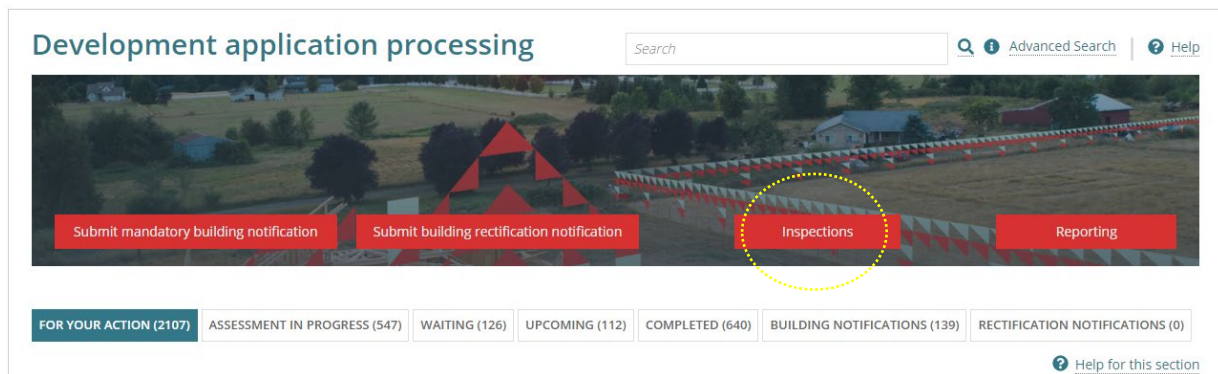 Development application processing
Search
Advanced Search
Help
Submit mandatory building notification
Submit building rectification notification
Inspections
Reporting
FOR YOUR ACTION (2107)
ASSESSMENT IN PROGRESS (547)
WAITING (126)
UPCOMING (112)
COMPLETED (640)
BUILDING NOTIFICATIONS (139)
RECTIFICATION NOTIFICATIONS (0)
Help for this section